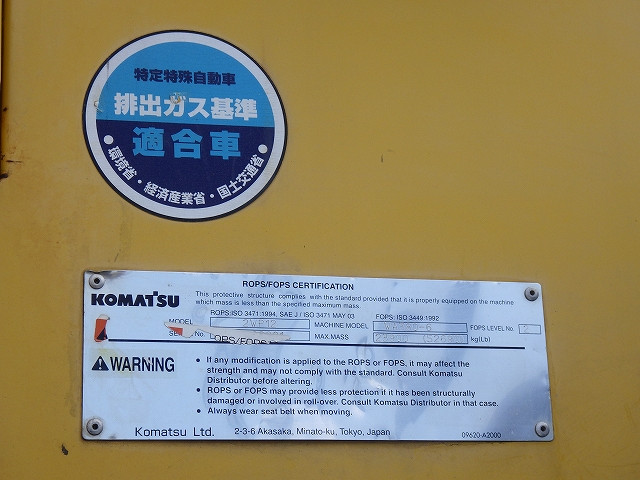 特定特殊自動車
排出ガス基準
適合車
環境省・経済産業省・国土交通省
ROPS/FOPS CERTIFICATION
KOMATSU
This protective structure complies with the standard provided that it is properly equipped on the machine
which mass is less than the specified maximum mass.
ROPS: ISO 3471:1994, SAE J / ISO 3471 MAY 03 FOPS: ISO 3449:1992
MODEL MACHINE MODEL FOPS LEVEL No. 2
No. OPS/FOPS MAX.MASS kg(Lb)
WARNING
• If any modification is applied to the ROPS or FOPS, it may affect the
strength and may not comply with the standard. Consult Komatsu
Distributor before altering.
• ROPS or FOPS may provide less protection if it has been structurally
damaged or involved in roll-over. Consult Komatsu Distributor in that case.
• Always wear seat belt when moving.
Komatsu Ltd. 2-3-6 Akasaka, Minato-ku, Tokyo, Japan
09620-A2000